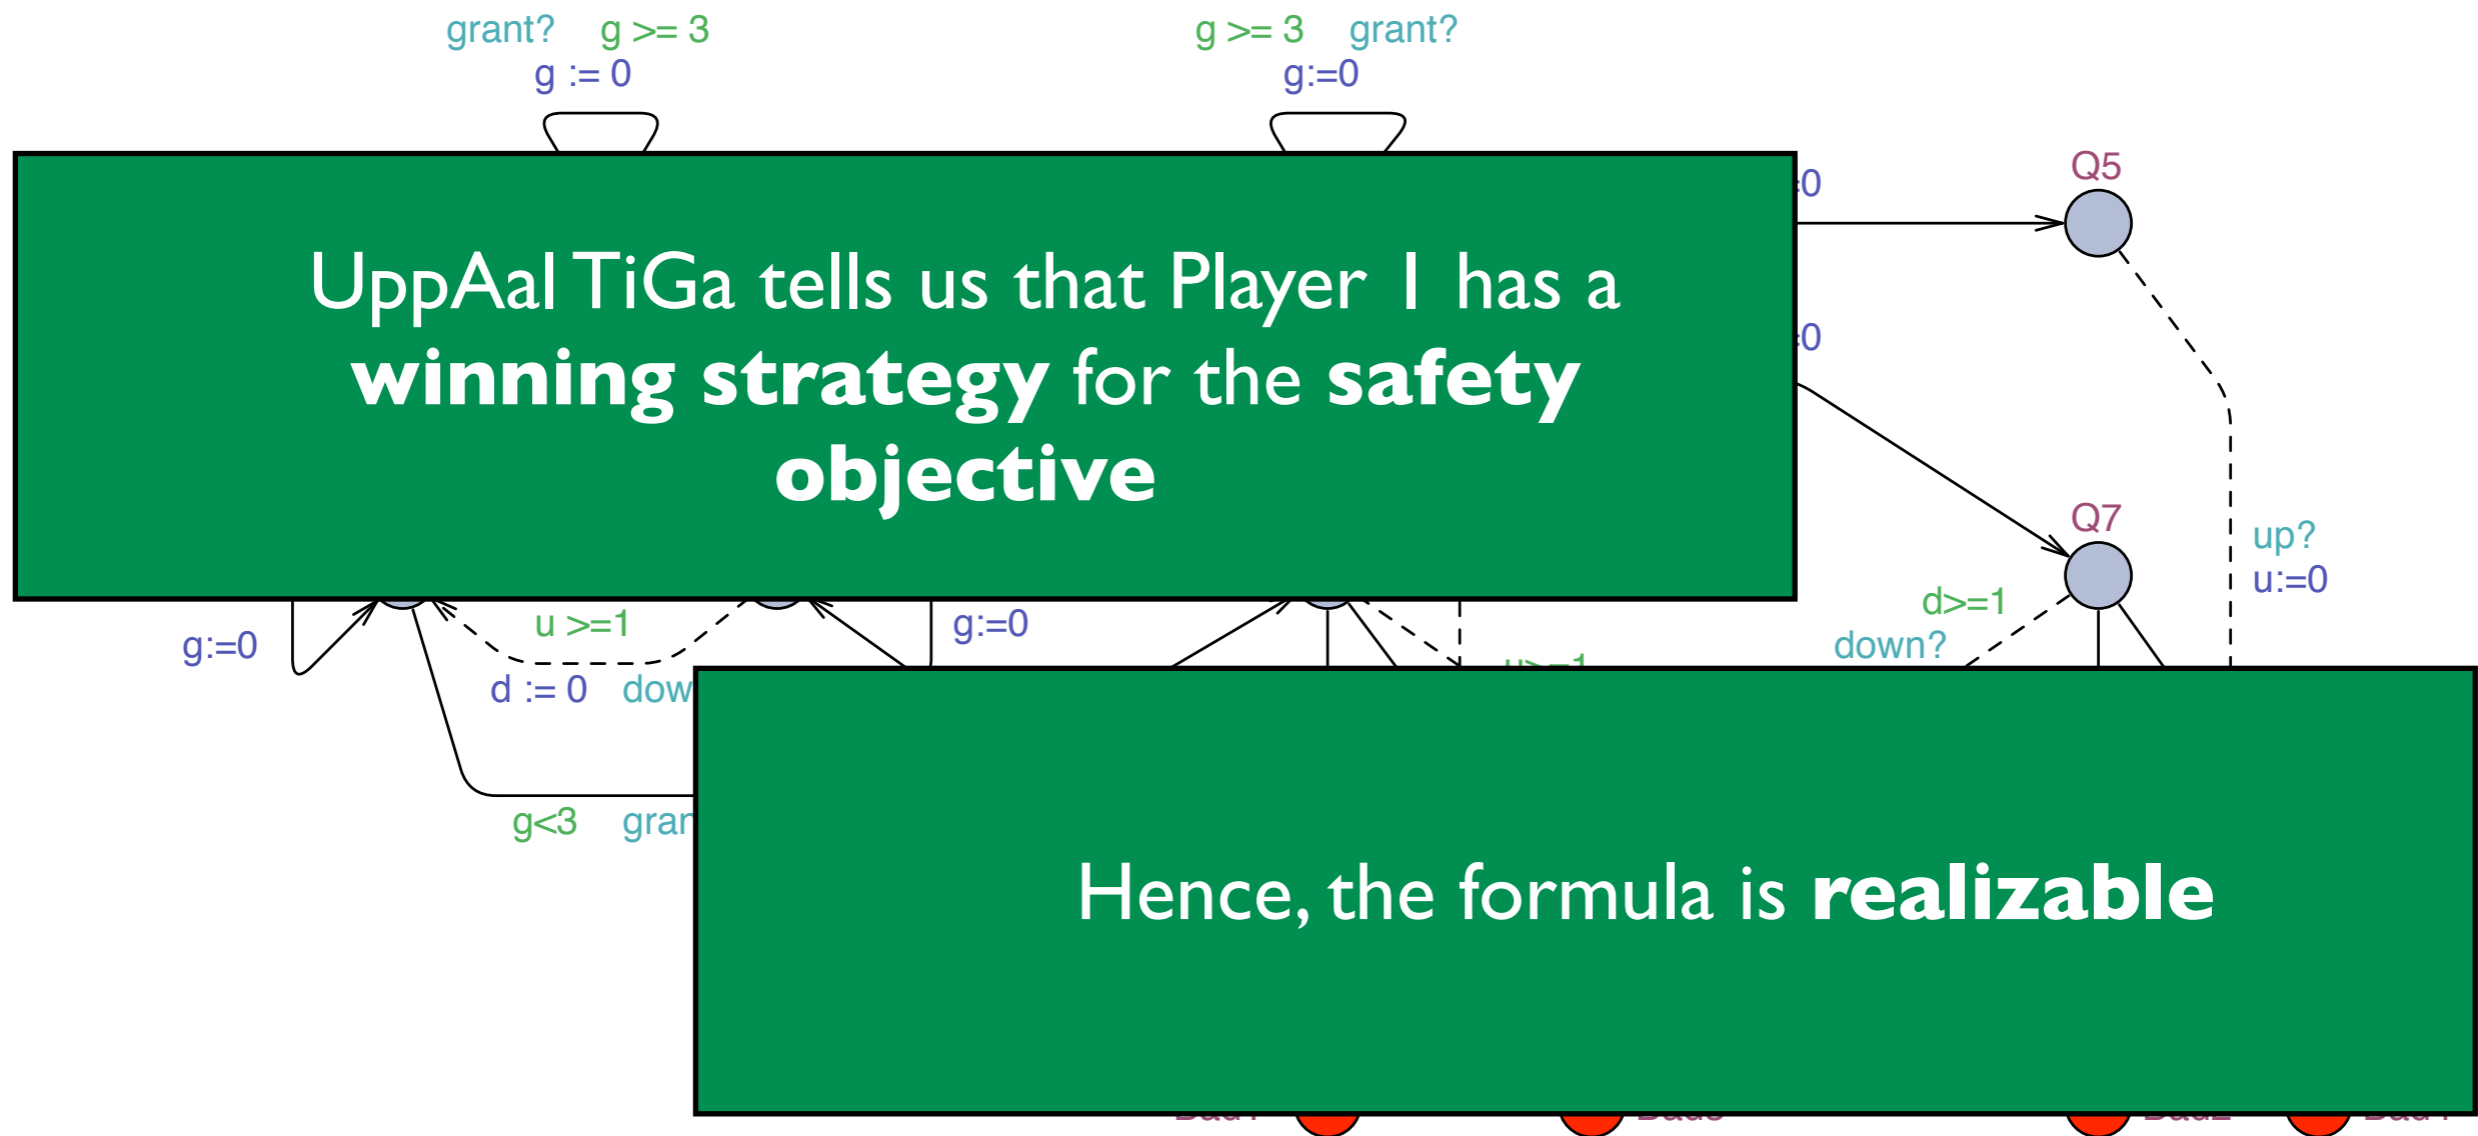 grant? g >= 3
g := 0
g >= 3 grant?
g:=0
Q5
UppAal TiGa tells us that Player 1 has a
winning strategy for the safety
objective
Q7
up?
u:=0
d>=1
down?
g:=0
u >=1
d := 0
g:=0
g<3
Hence, the formula is realizable